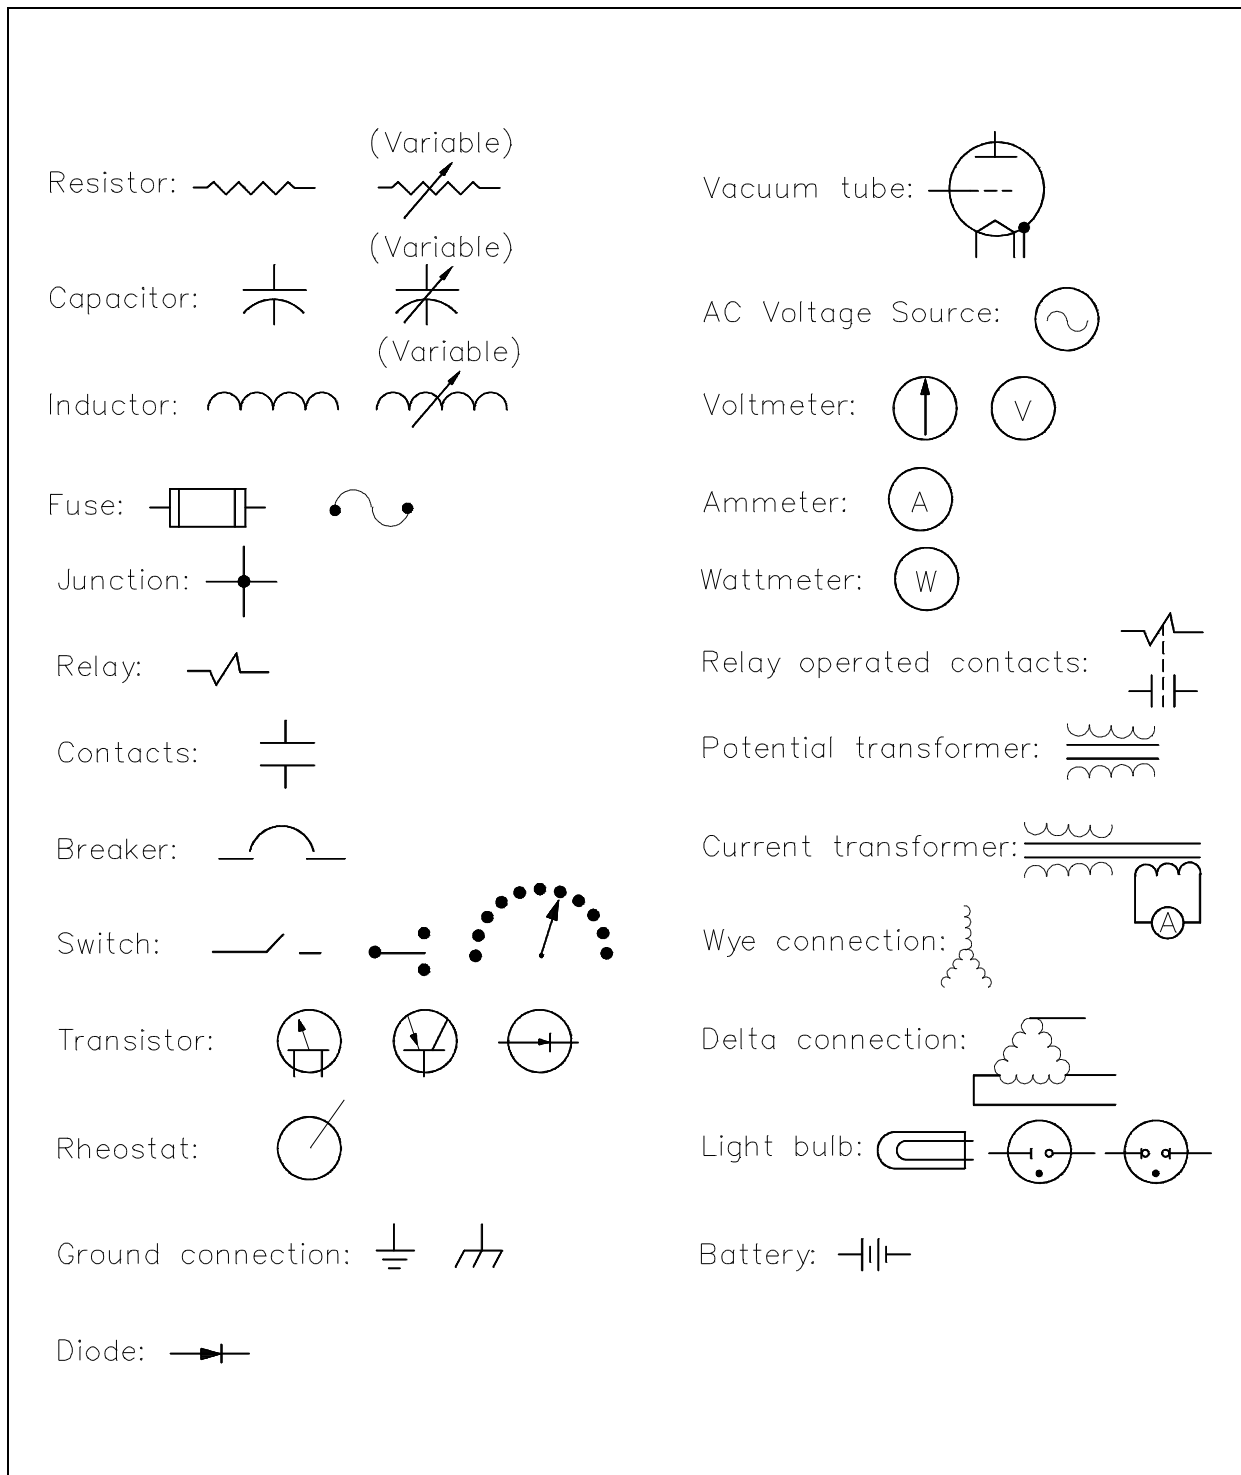 (Variable)
Resistor:
(Variable)
Capacitor:
(Variable)
Inductor:
Fuse:
Junction:
Relay:
Contacts:
Breaker:
Switch:
Transistor:
Rheostat:
Ground connection:
Diode:
Vacuum tube:
AC Voltage Source:
Voltmeter:
V
Ammeter:
A
Wattmeter:
W
Relay operated contacts:
Potential transformer:
Current transformer:
A
Wye connection:
Delta connection:
Light bulb:
Battery: